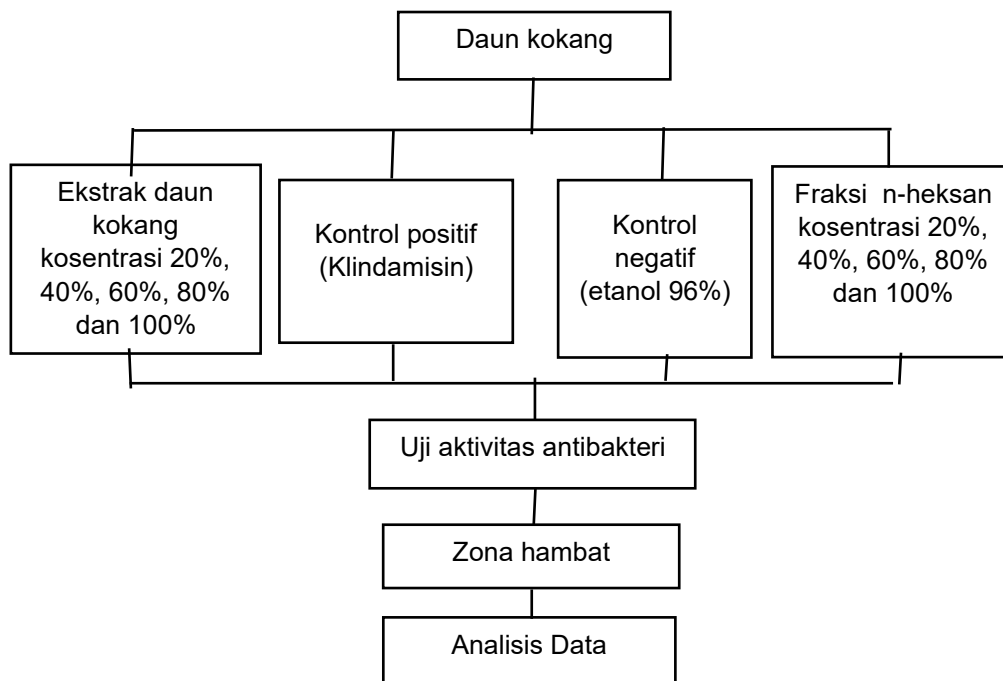 Daun kokang
Ekstrak daun
kokang
kosentrasi 20%,
40%, 60%, 80%
dan 100%
Kontrol positif
(Klindamisin)
Kontrol
negatif
(etanol 96%)
Fraksi n-heksan
kosentrasi 20%,
40%, 60%, 80%
dan 100%
Uji aktivitas antibakteri
Zona hambat
Analisis Data